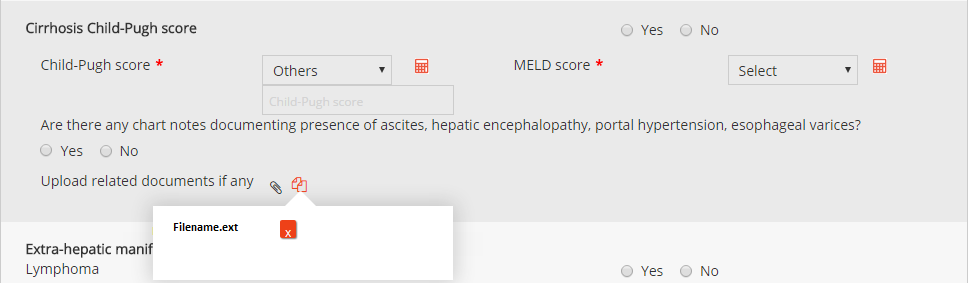 Cirrhosis Child-Pugh score Yes No
Child-Pugh score * Others MELD score * Select
Child-Pugh score
Are there any chart notes documenting presence of ascites, hepatic encephalopathy, portal hypertension, esophageal varices?
Yes No
Upload related documents if any
Filename.ext x
Extra-hepatic manif
Lymphoma Yes No